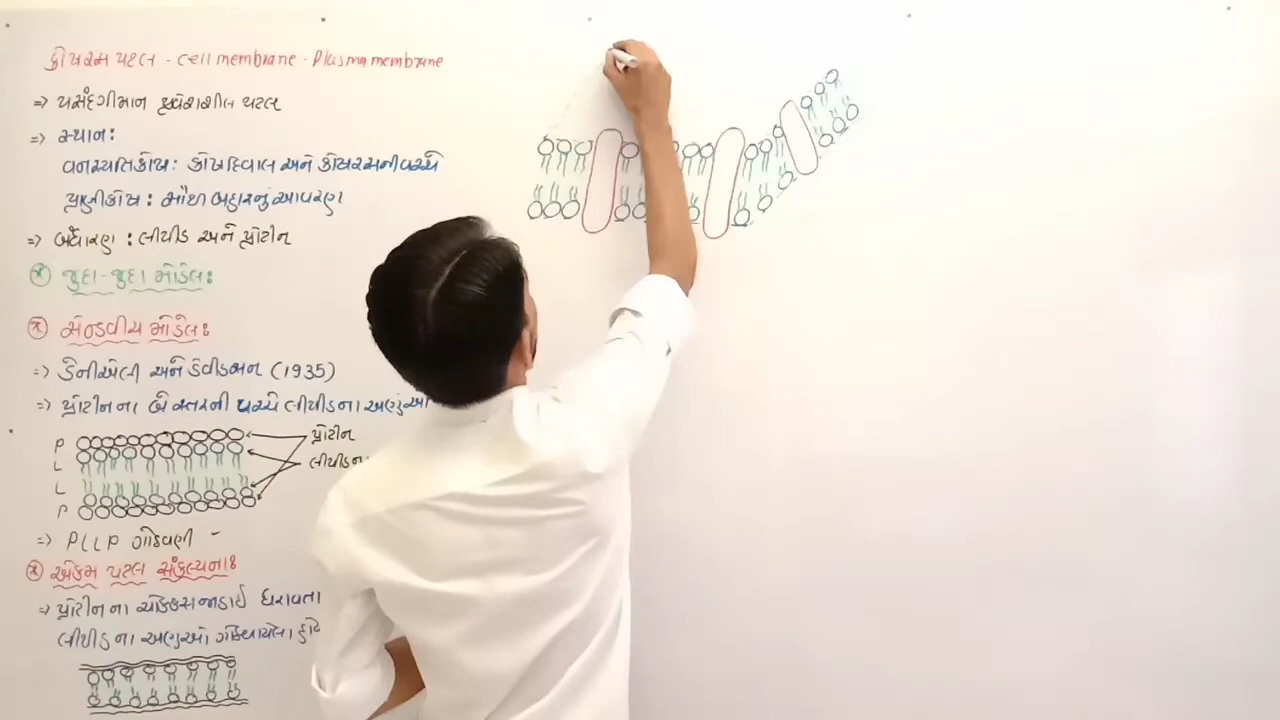 કોષરસ પટલ - cell membrane - Plasma membrane
=> પસંદગીમાન પ્રવેશશીલ પટલ
=> સ્થાન:
વનસ્પતિકોષ: કોષદિવાલ અને કોષરસની વચ્ચે
પ્રાણીકોષ: સૌથી બહારનું આવરણ
=> બંધારણ : લીપીડ અને પ્રોટીન
* જુદા-જુદા મોડેલ:
* સેન્ડવીચ મોડેલ:
=> ડેનીએલી અને ડેવીડસન (1935)
=> પ્રોટીનના બે સ્તરની વચ્ચે લીપીડના અણુંઓ
P
પ્રોટીન
L
લીપીડના
L
P
=> PLLP ગોઠવણી -
* એકમ પટલ સંકલ્પના:
=> પ્રોટીનના ચોક્કસ જાડાઈ ધરાવતા
લીપીડના અણુઓ ગોઠવાયેલા